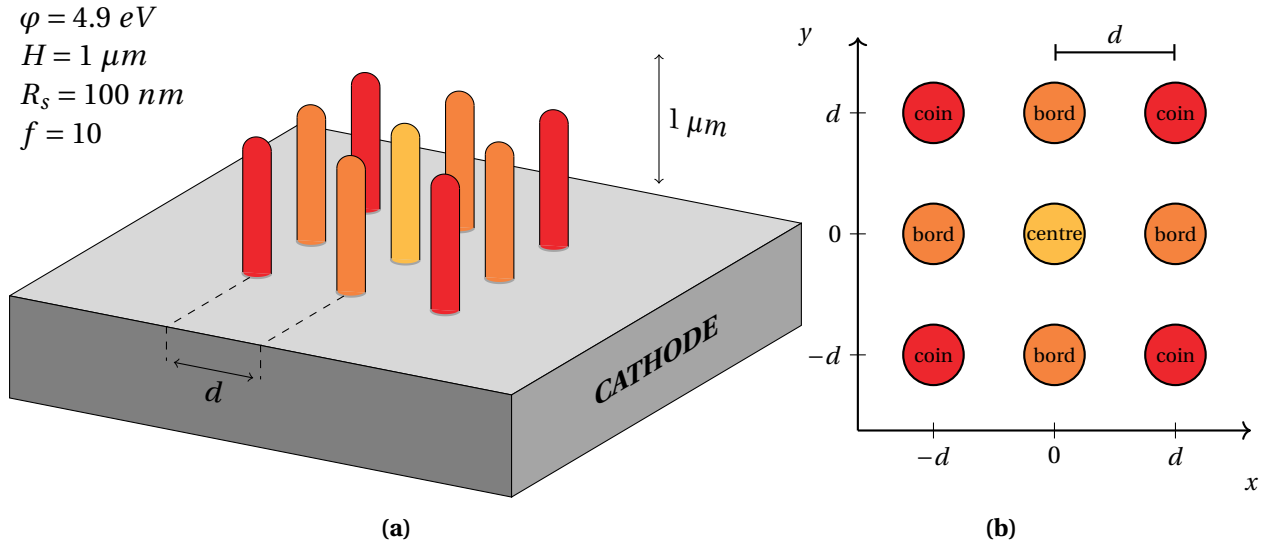 φ = 4.9 eV
H = 1 μm
R_s = 100 nm
f = 10
1 μm
d
CATHODE
(a)
y
d
d
coin
bord
coin
0
bord
centre
bord
−d
coin
bord
coin
−d
0
d
x
(b)